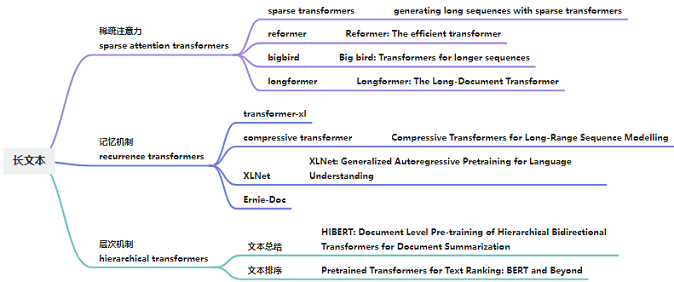 长文本
稀疏注意力
sparse attention transformers
sparse transformers
generating long sequences with sparse transformers
reformer
Reformer: The efficient transformer
bigbird
Big bird: Transformers for longer sequences
longformer
Longformer: The Long-Document Transformer
记忆机制
recurrence transformers
transformer-xl
compressive transformer
Compressive Transformers for Long-Range Sequence Modelling
XLNet
XLNet: Generalized Autoregressive Pretraining for Language
Understanding
Ernie-Doc
层次机制
hierarchical transformers
文本总结
HIBERT: Document Level Pre-training of Hierarchical Bidirectional
Transformers for Document Summarization
文本排序
Pretrained Transformers for Text Ranking: BERT and Beyond